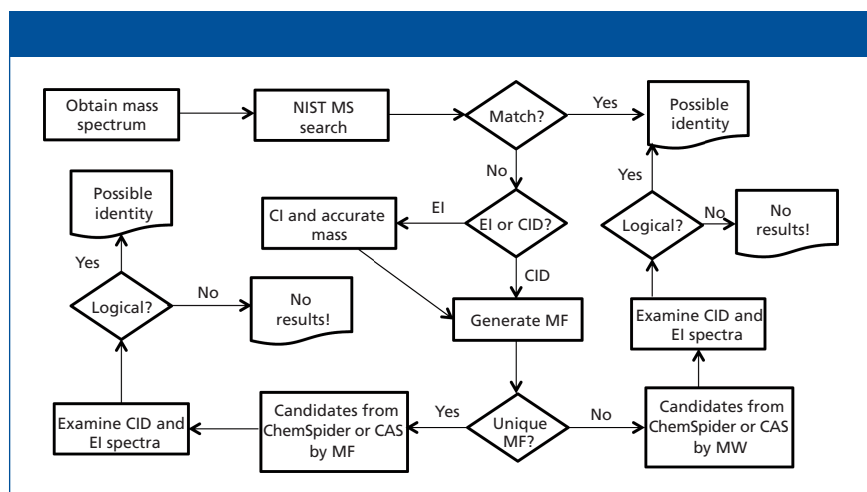 Obtain mass
spectrum
NIST MS
search
Match?
Yes
Possible
identity
No
Yes
Possible
identity
CI and accurate
mass
EI
EI or CID?
Logical?
No
No
results!
Yes
CID
Logical?
No
No
results!
Generate MF
Examine CID and
EI spectra
Examine CID and
EI spectra
Candidates from
ChemSpider or CAS
by MF
Yes
Unique
MF?
No
Candidates from
ChemSpider or CAS
by MW